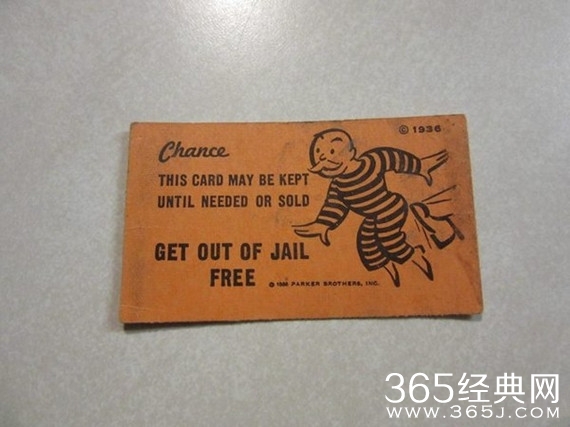 © 1936
Chance
THIS CARD MAY BE KEPT
UNTIL NEEDED OR SOLD
GET OUT OF JAIL
FREE
© 1936 PARKER BROTHERS, INC.
365经典网
www.365J.COM